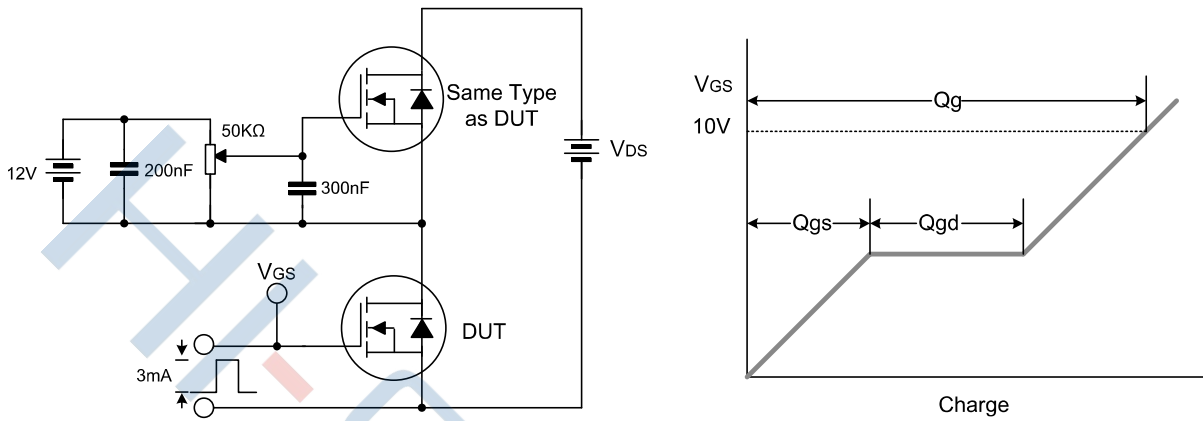 Same Type
as DUT
50KΩ
12V
200nF
300nF
VDS
VGS
DUT
3mA
VGS
10V
Qg
Qgs
Qgd
Charge